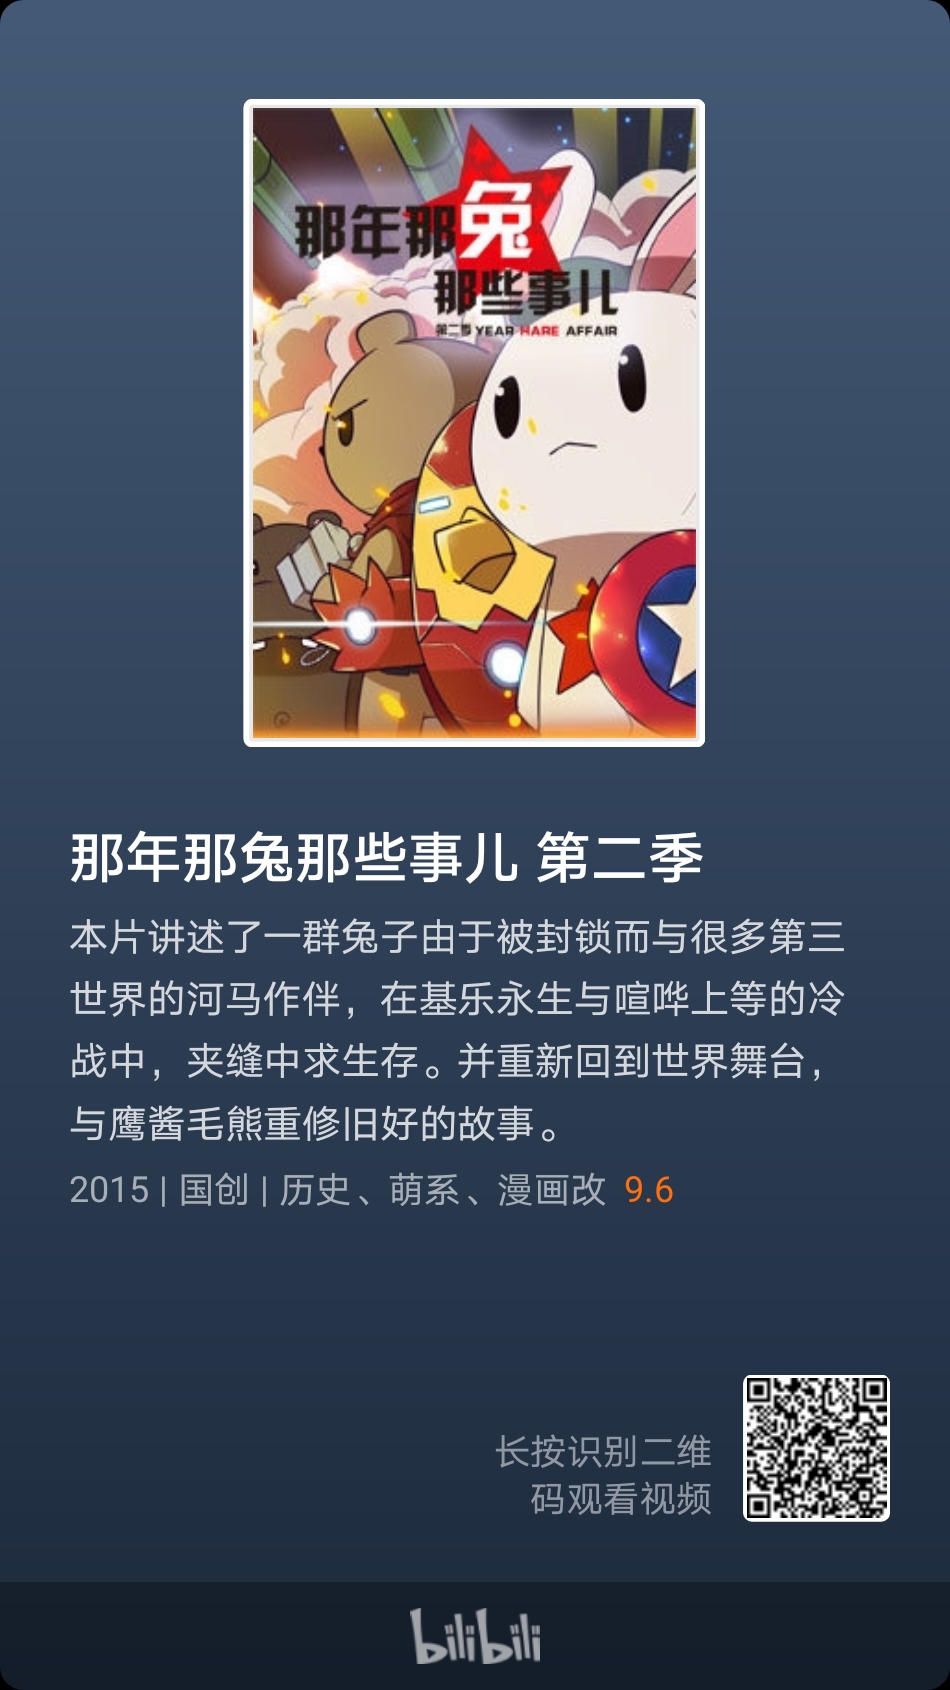 那年那兔
那些事儿
第二季 YEAR HARE AFFAIR
那年那兔那些事儿 第二季
本片讲述了一群兔子由于被封锁而与很多第三
世界的河马作伴，在基乐永生与喧哗上等的冷
战中，夹缝中求生存。并重新回到世界舞台，
与鹰酱毛熊重修旧好的故事。
2015 | 国创 | 历史、萌系、漫画改 9.6
长按识别二维
码观看视频
bilibili